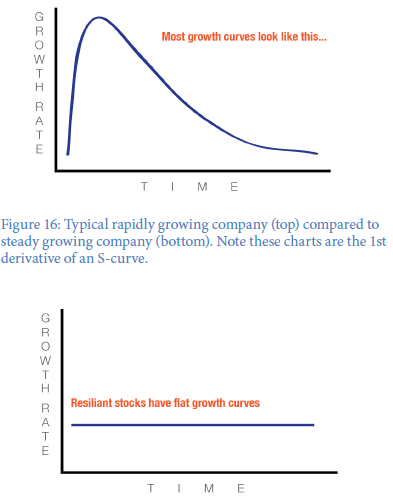 GROWTH RATE
Most growth curves look like this...
TIME
Figure 16: Typical rapidly growing company (top) compared to
steady growing company (bottom). Note these charts are the 1st
derivative of an S-curve.
GROWTH RATE
Resiliant stocks have flat growth curves
TIME